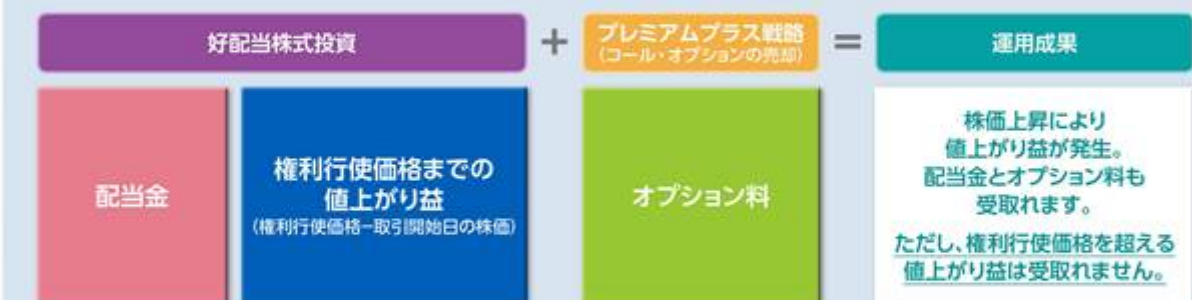 好配当株式投資
+
プレミアムプラス戦略
(コール・オプションの売却)
=
運用成果
配当金
権利行使価格までの
値上がり益
(権利行使価格−取引開始日の株価)
オプション料
株価上昇により
値上がり益が発生。
配当金とオプション料も
受取れます。
ただし、権利行使価格を超える
値上がり益は受取れません。